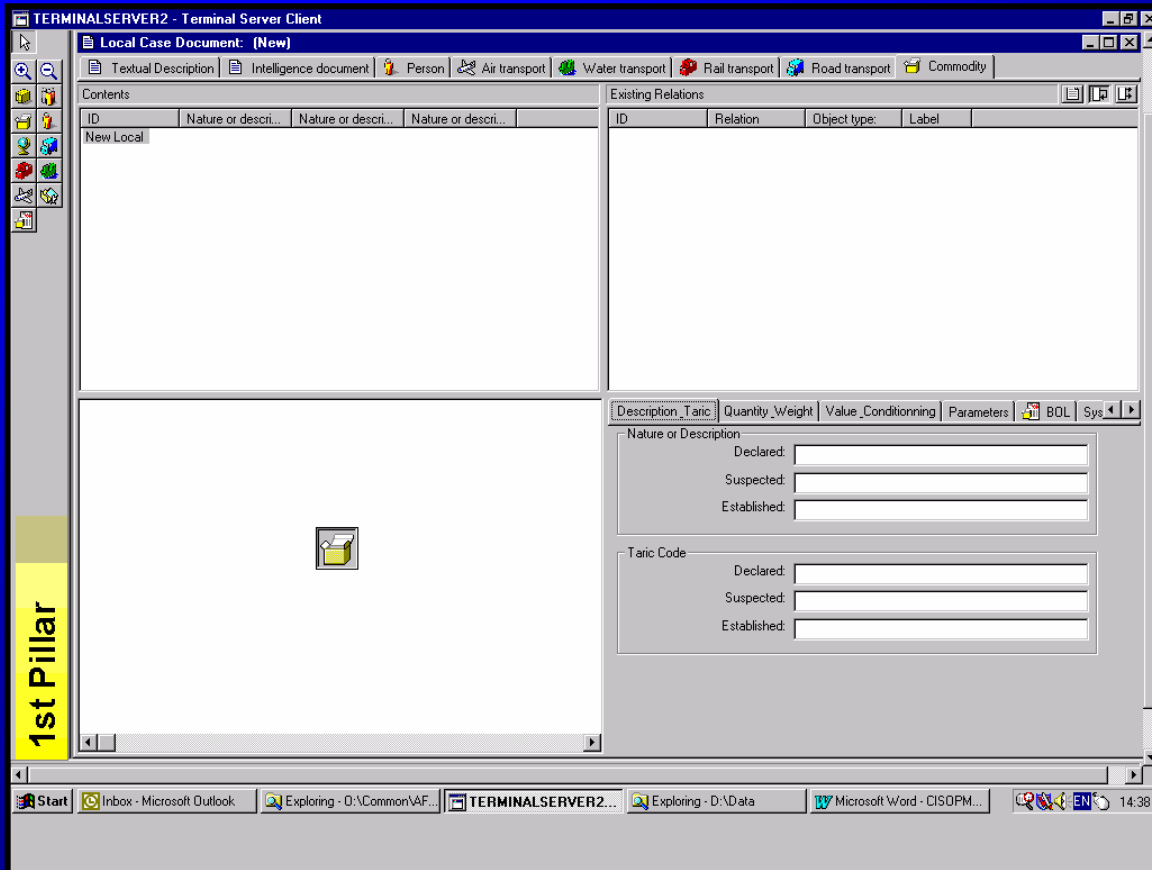 TERMINALSERVER2 - Terminal Server Client
Local Case Document: (New)
Textual Description Intelligence document Person Air transport Water transport Rail transport Road transport Commodity
Contents Existing Relations
ID Nature or descri... Nature or descri... Nature or descri... ID Relation Object type: Label
New Local
Description_Taric Quantity_Weight Value_Conditionning Parameters BOL Sys
Nature or Description
Declared:
Suspected:
Established:
Taric Code
Declared:
Suspected:
Established:
1st Pillar
Start Inbox - Microsoft Outlook Exploring - O:\Common\AF... TERMINALSERVER2... Exploring - D:\Data Microsoft Word - CISOPM... EN 14:38